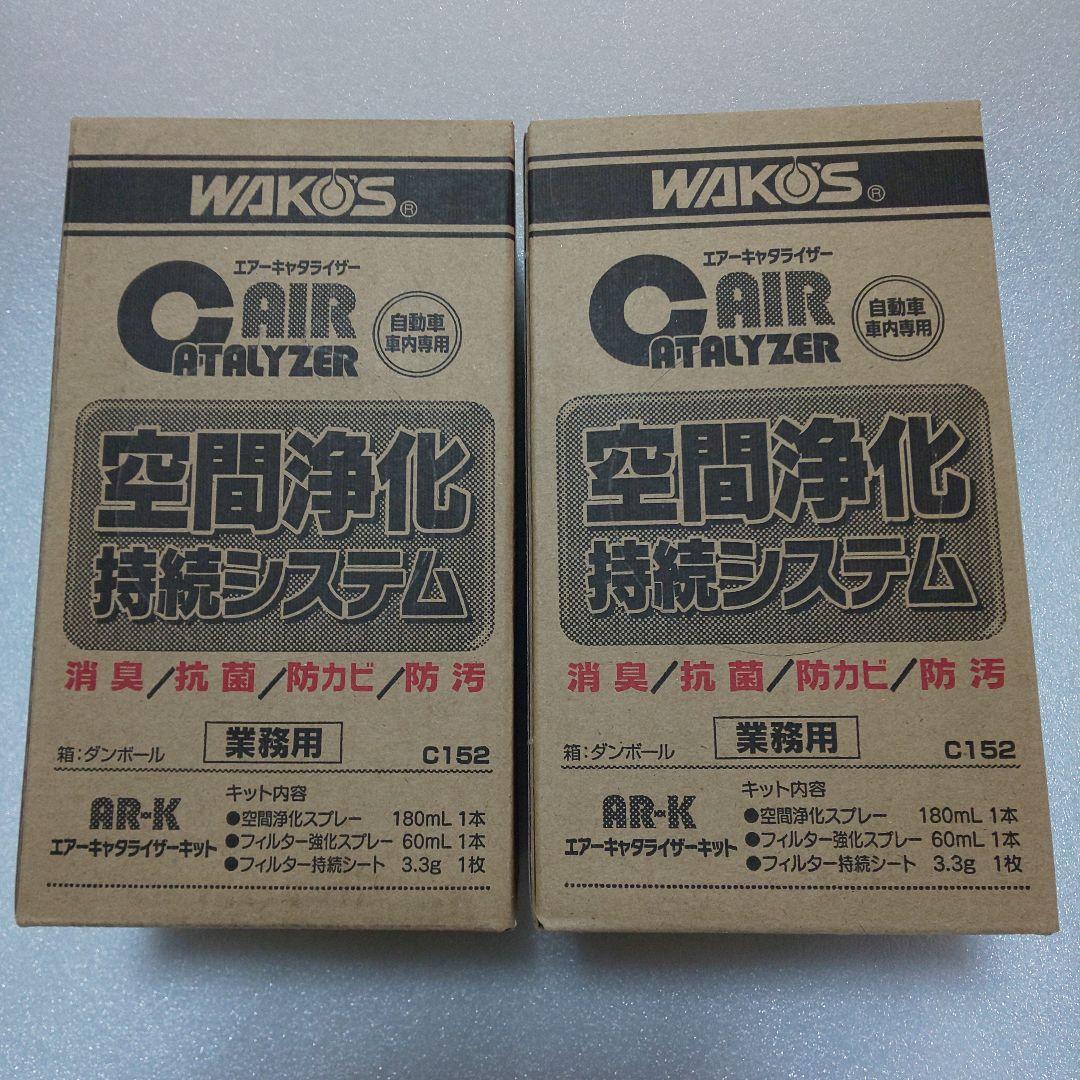 WAKO'S®
エアーキャタライザー
AIR
CATALYZER
自動車
車内専用
空間浄化
持続システム
消臭/抗菌/防カビ/防汚
箱:ダンボール 業務用 C152
AR-K
エアーキャタライザーキット
キット内容
●空間浄化スプレー 180mL 1本
●フィルター強化スプレー 60mL 1本
●フィルター持続シート 3.3g 1枚
WAKO'S®
エアーキャタライザー
AIR
CATALYZER
自動車
車内専用
空間浄化
持続システム
消臭/抗菌/防カビ/防汚
箱:ダンボール 業務用 C152
AR-K
エアーキャタライザーキット
キット内容
●空間浄化スプレー 180mL 1本
●フィルター強化スプレー 60mL 1本
●フィルター持続シート 3.3g 1枚